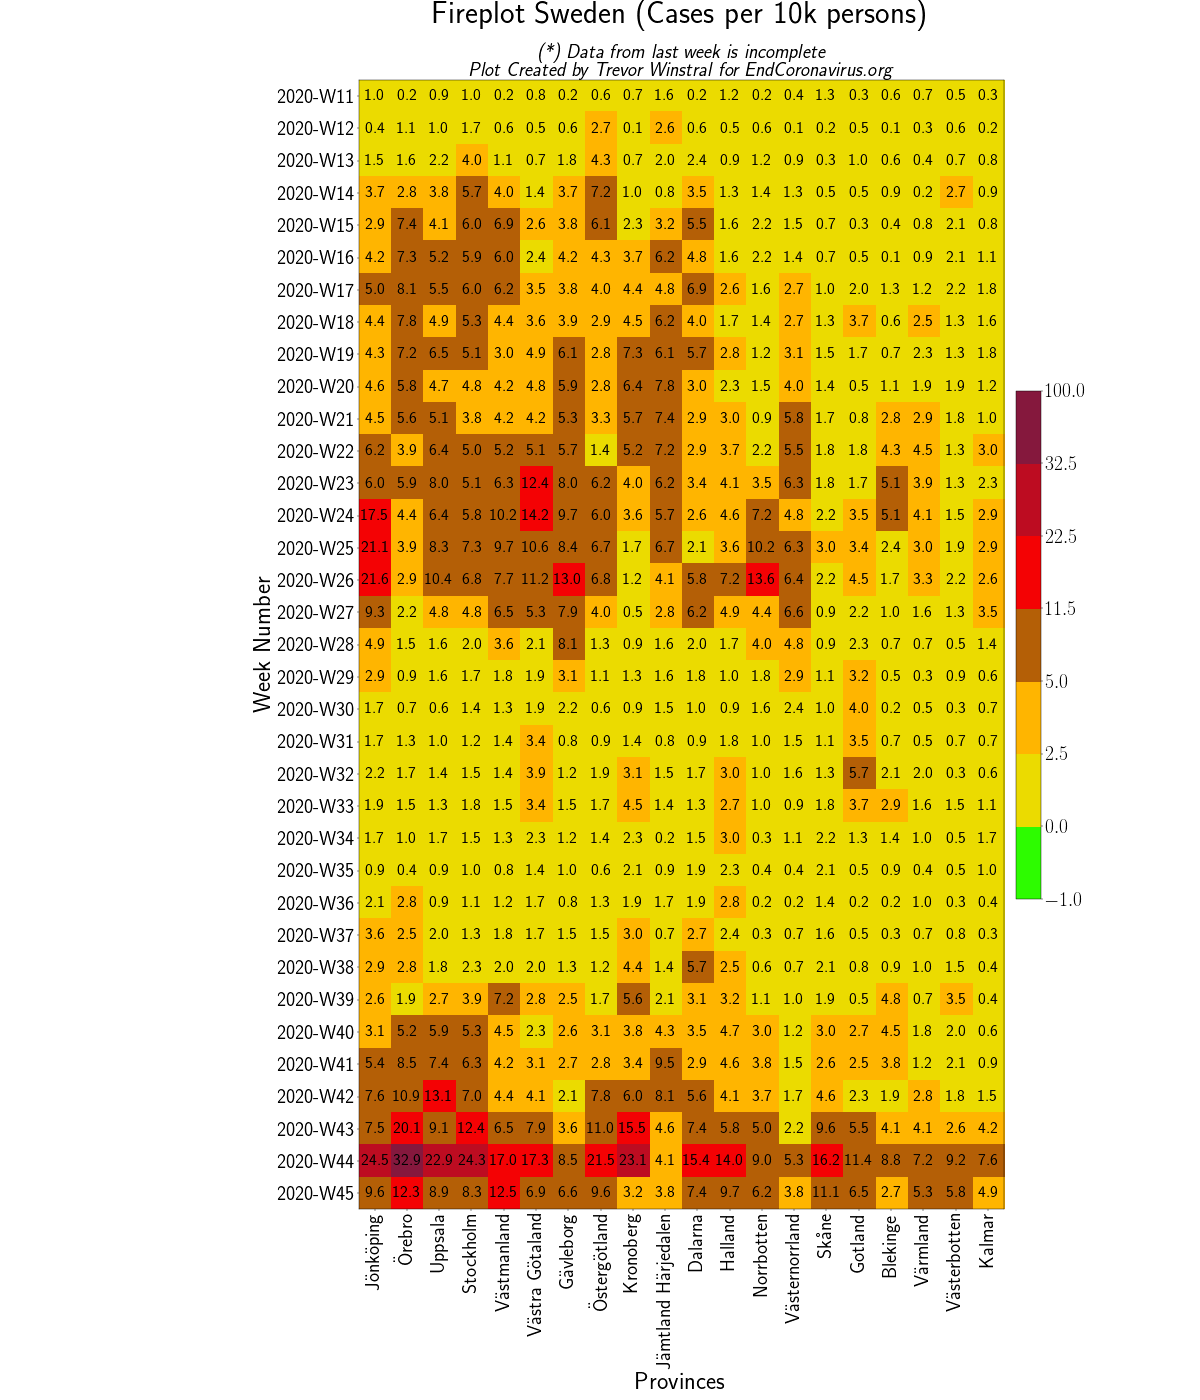 Fireplot Sweden (Cases per 10k persons)
(*) Data from last week is incomplete
Plot Created by Trevor Winstral for EndCoronavirus.org
2020-W11 1.0 0.2 0.9 1.0 0.2 0.8 0.2 0.6 0.7 1.6 0.2 1.2 0.2 0.4 1.3 0.3 0.6 0.7 0.5 0.3
2020-W12 0.4 1.1 1.0 1.7 0.6 0.5 0.6 2.7 0.1 2.6 0.6 0.5 0.6 0.1 0.2 0.5 0.1 0.3 0.6 0.2
2020-W13 1.5 1.6 2.2 4.0 1.1 0.7 1.8 4.3 0.7 2.0 2.4 0.9 1.2 0.9 0.3 1.0 0.6 0.4 0.7 0.8
2020-W14 3.7 2.8 3.8 5.7 4.0 1.4 3.7 7.2 1.0 0.8 3.5 1.3 1.4 1.3 0.5 0.5 0.9 0.2 2.7 0.9
2020-W15 2.9 7.4 4.1 6.0 6.9 2.6 3.8 6.1 2.3 3.2 5.5 1.6 2.2 1.5 0.7 0.3 0.4 0.8 2.1 0.8
2020-W16 4.2 7.3 5.2 5.9 6.0 2.4 4.2 4.3 3.7 6.2 4.8 1.6 2.2 1.4 0.7 0.5 0.1 0.9 2.1 1.1
2020-W17 5.0 8.1 5.5 6.0 6.2 3.5 3.8 4.0 4.4 4.8 6.9 2.6 1.6 2.7 1.0 2.0 1.3 1.2 2.2 1.8
2020-W18 4.4 7.8 4.9 5.3 4.4 3.6 3.9 2.9 4.5 6.2 4.0 1.7 1.4 2.7 1.3 3.7 0.6 2.5 1.3 1.6
2020-W19 4.3 7.2 6.5 5.1 3.0 4.9 6.1 2.8 7.3 6.1 5.7 2.8 1.2 3.1 1.5 1.7 0.7 2.3 1.3 1.8
2020-W20 4.6 5.8 4.7 4.8 4.2 4.8 5.9 2.8 6.4 7.8 3.0 2.3 1.5 4.0 1.4 0.5 1.1 1.9 1.9 1.2
2020-W21 4.5 5.6 5.1 3.8 4.2 4.2 5.3 3.3 5.7 7.4 2.9 3.0 0.9 5.8 1.7 0.8 2.8 2.9 1.8 1.0
2020-W22 6.2 3.9 6.4 5.0 5.2 5.1 5.7 1.4 5.2 7.2 2.9 3.7 2.2 5.5 1.8 1.8 4.3 4.5 1.3 3.0
2020-W23 6.0 5.9 8.0 5.1 6.3 12.4 8.0 6.2 4.0 6.2 3.4 4.1 3.5 6.3 1.8 1.7 5.1 3.9 1.3 2.3
2020-W24 17.5 4.4 6.4 5.8 10.2 14.2 9.7 6.0 3.6 5.7 2.6 4.6 7.2 4.8 2.2 3.5 5.1 4.1 1.5 2.9
2020-W25 21.1 3.9 8.3 7.3 9.7 10.6 8.4 6.7 1.7 6.7 2.1 3.6 10.2 6.3 3.0 3.4 2.4 3.0 1.9 2.9
2020-W26 21.6 2.9 10.4 6.8 7.7 11.2 13.0 6.8 1.2 4.1 5.8 7.2 13.6 6.4 2.2 4.5 1.7 3.3 2.2 2.6
2020-W27 9.3 2.2 4.8 4.8 6.5 5.3 7.9 4.0 0.5 2.8 6.2 4.9 4.4 6.6 0.9 2.2 1.0 1.6 1.3 3.5
2020-W28 4.9 1.5 1.6 2.0 3.6 2.1 8.1 1.3 0.9 1.6 2.0 1.7 4.0 4.8 0.9 2.3 0.7 0.7 0.5 1.4
2020-W29 2.9 0.9 1.6 1.7 1.8 1.9 3.1 1.1 1.3 1.6 1.8 1.0 1.8 2.9 1.1 3.2 0.5 0.3 0.9 0.6
2020-W30 1.7 0.7 0.6 1.4 1.3 1.9 2.2 0.6 0.9 1.5 1.0 0.9 1.6 2.4 1.0 4.0 0.2 0.5 0.3 0.7
2020-W31 1.7 1.3 1.0 1.2 1.4 3.4 0.8 0.9 1.4 0.8 0.9 1.8 1.0 1.5 1.1 3.5 0.7 0.5 0.7 0.7
2020-W32 2.2 1.7 1.4 1.5 1.4 3.9 1.2 1.9 3.1 1.5 1.7 3.0 1.0 1.6 1.3 5.7 2.1 2.0 0.3 0.6
2020-W33 1.9 1.5 1.3 1.8 1.5 3.4 1.5 1.7 4.5 1.4 1.3 2.7 1.0 0.9 1.8 3.7 2.9 1.6 1.5 1.1
2020-W34 1.7 1.0 1.7 1.5 1.3 2.3 1.2 1.4 2.3 0.2 1.5 3.0 0.3 1.1 2.2 1.3 1.4 1.0 0.5 1.7
2020-W35 0.9 0.4 0.9 1.0 0.8 1.4 1.0 0.6 2.1 0.9 1.9 2.3 0.4 0.4 2.1 0.5 0.9 0.4 0.5 1.0
2020-W36 2.1 2.8 0.9 1.1 1.2 1.7 0.8 1.3 1.9 1.7 1.9 2.8 0.2 0.2 1.4 0.2 0.2 1.0 0.3 0.4
2020-W37 3.6 2.5 2.0 1.3 1.8 1.7 1.5 1.5 3.0 0.7 2.7 2.4 0.3 0.7 1.6 0.5 0.3 0.7 0.8 0.3
2020-W38 2.9 2.8 1.8 2.3 2.0 2.0 1.3 1.2 4.4 1.4 5.7 2.5 0.6 0.7 2.1 0.8 0.9 1.0 1.5 0.4
2020-W39 2.6 1.9 2.7 3.9 7.2 2.8 2.5 1.7 5.6 2.1 3.1 3.2 1.1 1.0 1.9 0.5 4.8 0.7 3.5 0.4
2020-W40 3.1 5.2 5.9 5.3 4.5 2.3 2.6 3.1 3.8 4.3 3.5 4.7 3.0 1.2 3.0 2.7 4.5 1.8 2.0 0.6
2020-W41 5.4 8.5 7.4 6.3 4.2 3.1 2.7 2.8 3.4 9.5 2.9 4.6 3.8 1.5 2.6 2.5 3.8 1.2 2.1 0.9
2020-W42 7.6 10.9 13.1 7.0 4.4 4.1 2.1 7.8 6.0 8.1 5.6 4.1 3.7 1.7 4.6 2.3 1.9 2.8 1.8 1.5
2020-W43 7.5 20.1 9.1 12.4 6.5 7.9 3.6 11.0 15.5 4.6 7.4 5.8 5.0 2.2 9.6 5.5 4.1 4.1 2.6 4.2
2020-W44 24.5 32.9 22.9 24.3 17.0 17.3 8.5 21.5 23.1 4.1 15.4 14.0 9.0 5.3 16.2 11.4 8.8 7.2 9.2 7.6
2020-W45 9.6 12.3 8.9 8.3 12.5 6.9 6.6 9.6 3.2 3.8 7.4 9.7 6.2 3.8 11.1 6.5 2.7 5.3 5.8 4.9
Week Number
Jönköping
Örebro
Uppsala
Stockholm
Västmanland
Västra Götaland
Gävleborg
Östergötland
Kronoberg
Jämtland Härjedalen
Dalarna
Halland
Norrbotten
Västernorrland
Skåne
Gotland
Blekinge
Värmland
Västerbotten
Kalmar
Provinces
100.0
32.5
22.5
11.5
5.0
2.5
0.0
−1.0